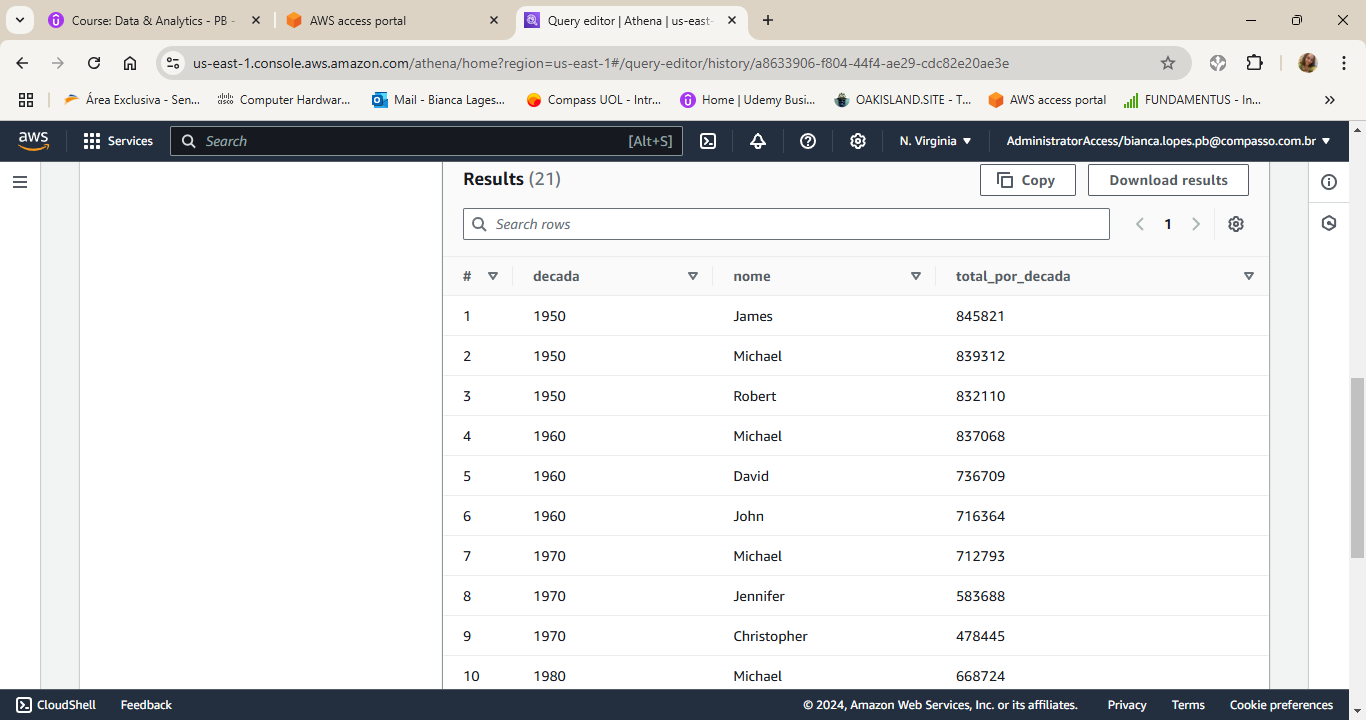 Course: Data & Analytics - PB -
AWS access portal
Query editor | Athena | us-east-
us-east-1.console.aws.amazon.com/athena/home?region=us-east-1#/query-editor/history/a8633906-f804-44f4-ae29-cdc82e20ae3e
Área Exclusiva - Sen...
Computer Hardwar...
Mail - Bianca Lages...
Compass UOL - Intr...
Home | Udemy Busi...
OAKISLAND.SITE - T...
AWS access portal
FUNDAMENTUS - In...
aws
Services
Search
[Alt+S]
N. Virginia
AdministratorAccess/bianca.lopes.pb@compasso.com.br
Results (21)
Copy
Download results
Search rows
1
# decada nome total_por_decada
1 1950 James 845821
2 1950 Michael 839312
3 1950 Robert 832110
4 1960 Michael 837068
5 1960 David 736709
6 1960 John 716364
7 1970 Michael 712793
8 1970 Jennifer 583688
9 1970 Christopher 478445
10 1980 Michael 668724
CloudShell
Feedback
© 2024, Amazon Web Services, Inc. or its affiliates.
Privacy
Terms
Cookie preferences